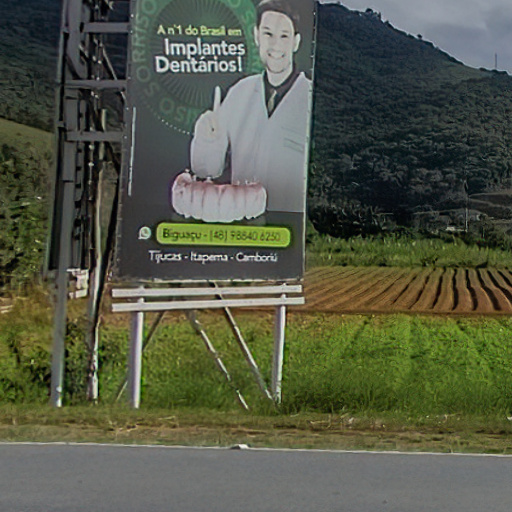 A nº1 do Brasil em
Implantes
Dentários!
Biguaçu - (48) 98840 6250
Tijucas - Itapema - Camboriú